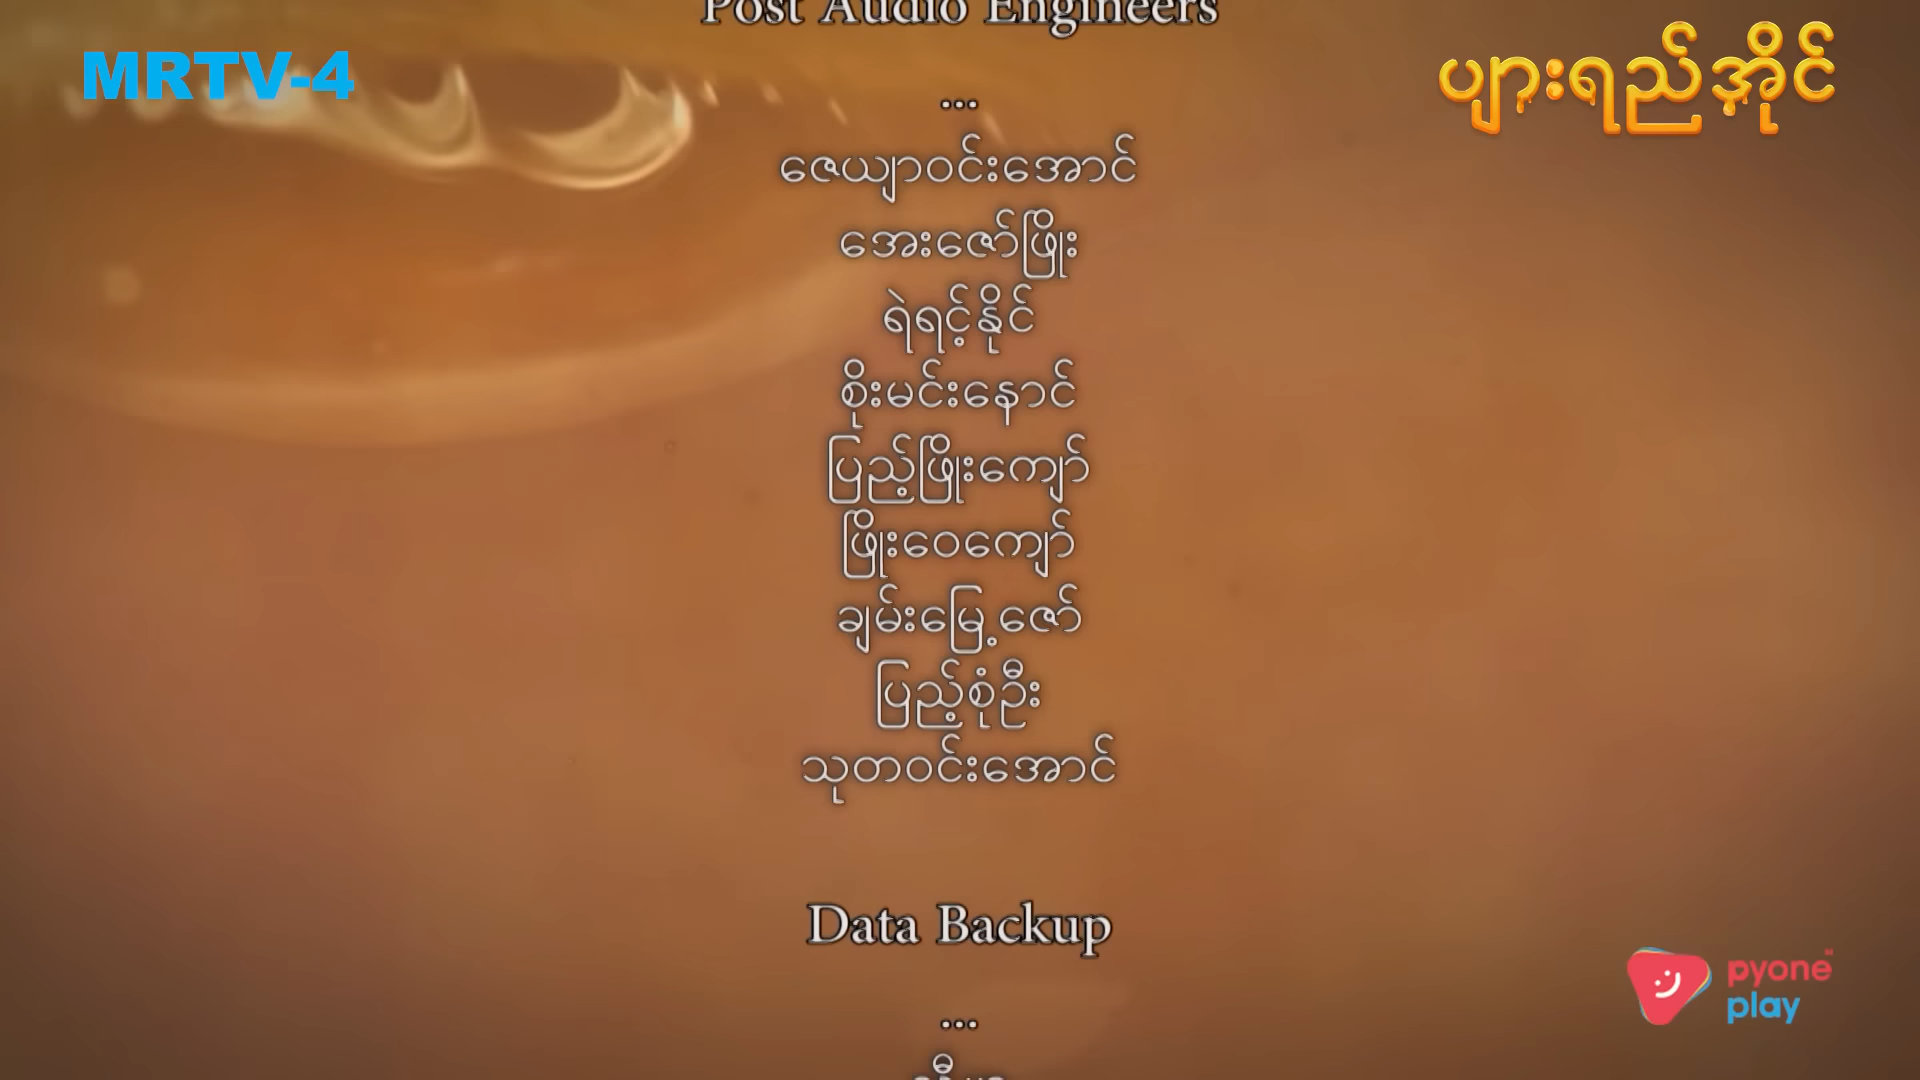 Post Audio Engineers
MRTV-4
ပျားရည်အိုင်
...
ဇေယျာဝင်းအောင်
အေးဇော်ဖြိုး
ရဲရင့်နိုင်
စိုးမင်းနောင်
ပြည့်ဖြိုးကျော်
ဖြိုးဝေကျော်
ချမ်းမြေ့ဇော်
ပြည့်စုံဦး
သုတဝင်းအောင်
Data Backup
...
pyone
play